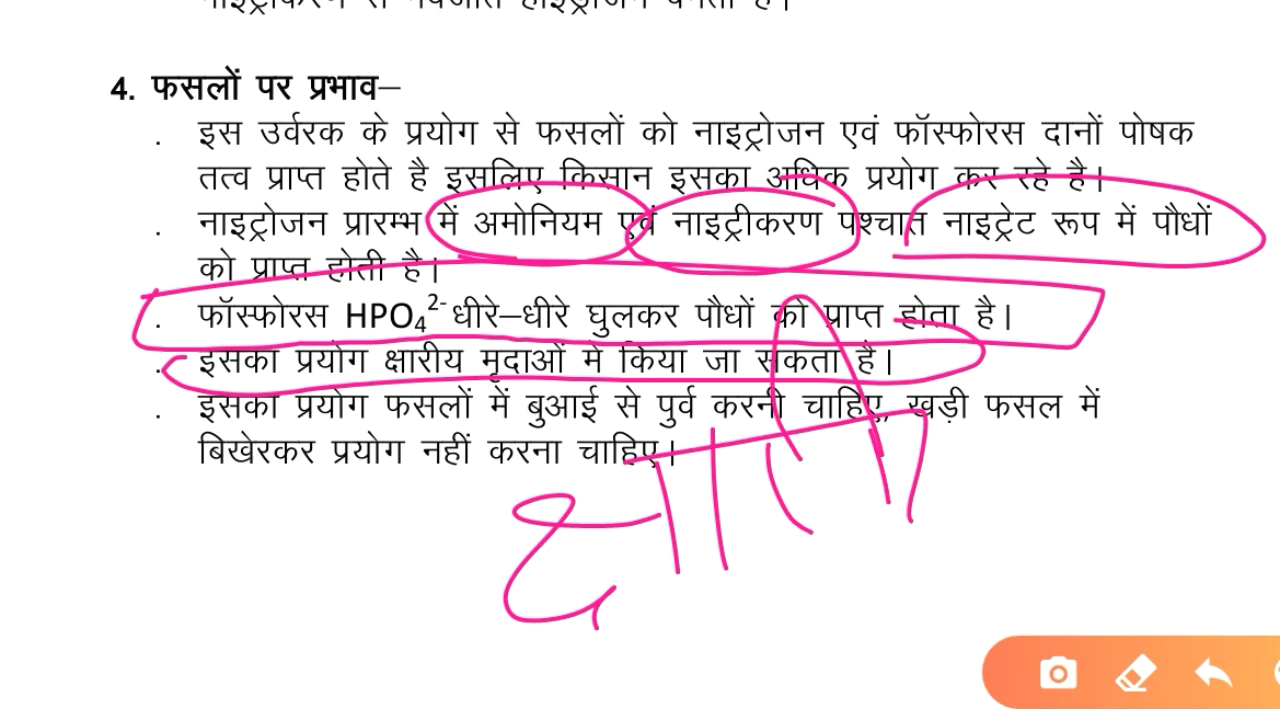 4. फसलों पर प्रभाव–
. इस उर्वरक के प्रयोग से फसलों को नाइट्रोजन एवं फॉस्फोरस दानों पोषक
तत्व प्राप्त होते है इसलिए किसान इसका अधिक प्रयोग कर रहे है।
. नाइट्रोजन प्रारम्भ में अमोनियम एवं नाइट्रीकरण पश्चात नाइट्रेट रूप में पौधों
को प्राप्त होती है।
. फॉस्फोरस HPO₄²⁻ धीरे–धीरे घुलकर पौधों को प्राप्त होता है।
. इसका प्रयोग क्षारीय मृदाओं मे किया जा सकता है।
. इसका प्रयोग फसलों में बुआई से पुर्व करनी चाहिए, खड़ी फसल में
बिखेरकर प्रयोग नहीं करना चाहिए।